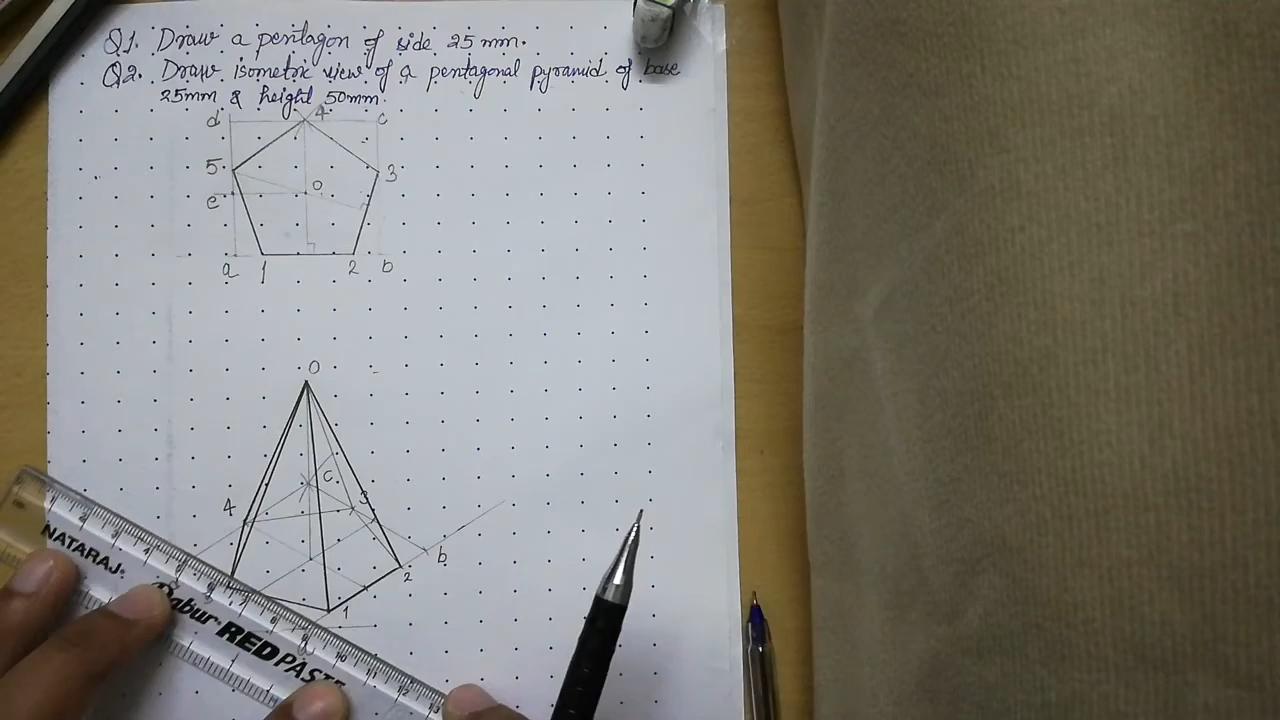 Q1. Draw a pentagon of side 25 mm.
Q2. Draw isometric view of a pentagonal pyramid of base
25mm & height 50mm.
d 4 c
5 3
e O
a 1 2 b
O
c
4 3
b
2
1
NATARAJ
Dabur RED PASTE